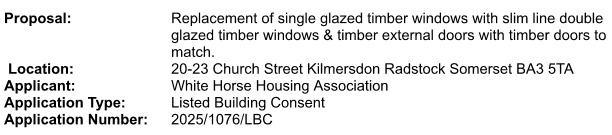 Proposal: Replacement of single glazed timber windows with slim line double
glazed timber windows & timber external doors with timber doors to
match.
Location: 20-23 Church Street Kilmersdon Radstock Somerset BA3 5TA
Applicant: White Horse Housing Association
Application Type: Listed Building Consent
Application Number: 2025/1076/LBC